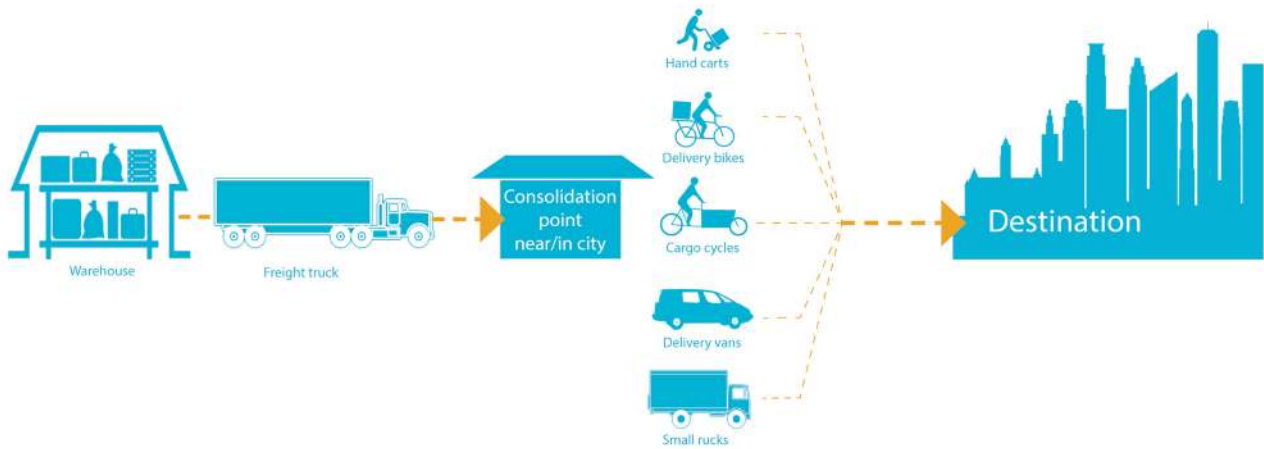 Warehouse
Freight truck
Consolidation
point
near/in city
Hand carts
Delivery bikes
Cargo cycles
Delivery vans
Small rucks
Destination